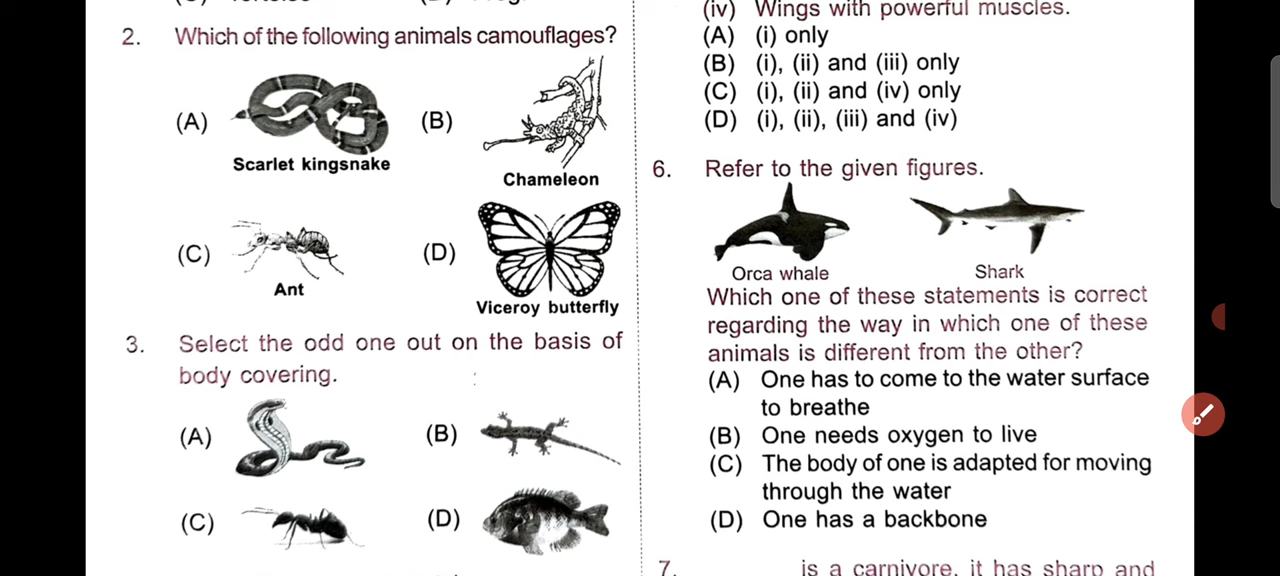 2. Which of the following animals camouflages?
(A)
(B)
Scarlet kingsnake
Chameleon
(C)
(D)
Ant
Viceroy butterfly
3. Select the odd one out on the basis of
body covering.
(A)
(B)
(C)
(D)
(iv) Wings with powerful muscles.
(A) (i) only
(B) (i), (ii) and (iii) only
(C) (i), (ii) and (iv) only
(D) (i), (ii), (iii) and (iv)
6. Refer to the given figures.
Orca whale
Shark
Which one of these statements is correct
regarding the way in which one of these
animals is different from the other?
(A) One has to come to the water surface
to breathe
(B) One needs oxygen to live
(C) The body of one is adapted for moving
through the water
(D) One has a backbone
7. is a carnivore, it has sharp and